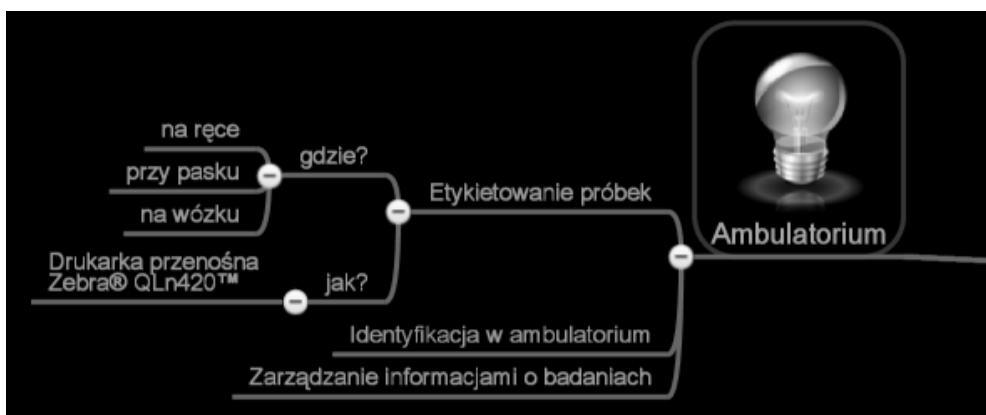 na ręce
przy pasku
na wózku
gdzie?
Drukarka przenośna
Zebra® QLn420™
jak?
Etykietowanie próbek
Identyfikacja w ambulatorium
Zarządzanie informacjami o badaniach
Ambulatorium